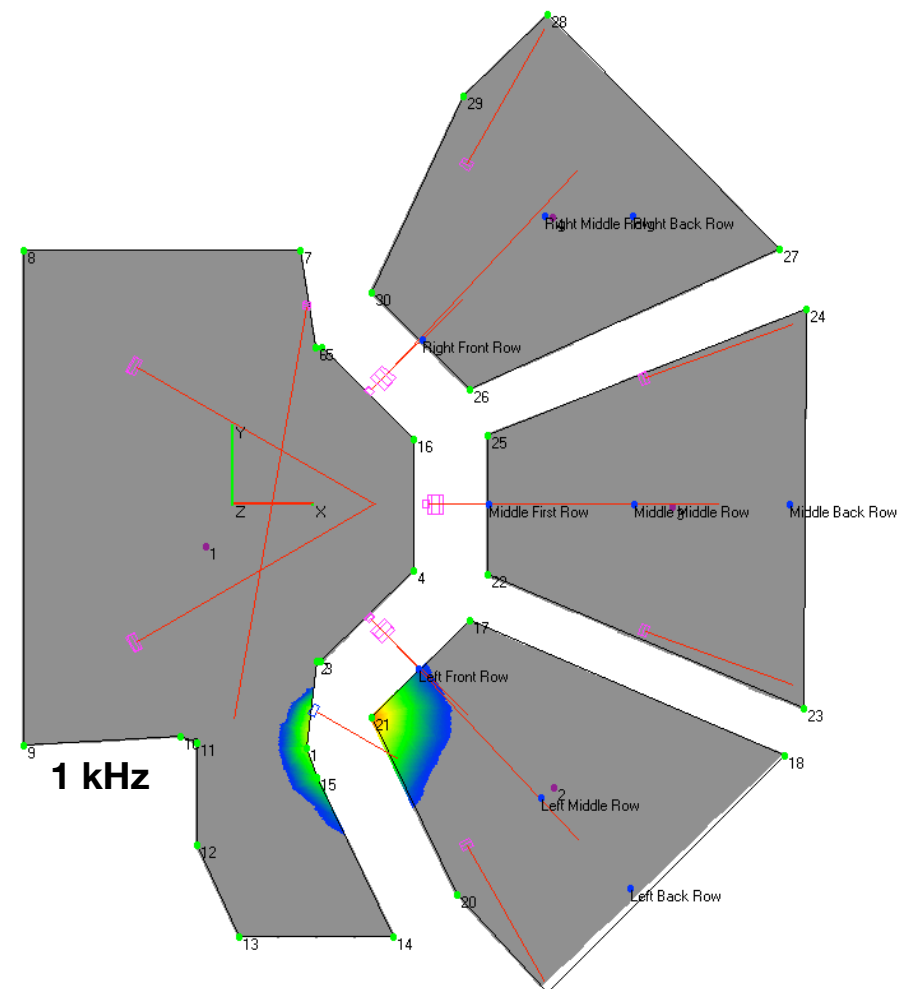 28
29
Right Middle Row
Right Back Row
8
7
27
30
24
Right Front Row
26
16
25
Y
Z
X
Middle First Row
Middle Middle Row
Middle Back Row
1
4
22
17
Left Front Row
23
21
9
10
11
1
18
1 kHz
15
2
Left Middle Row
12
20
Left Back Row
13
14